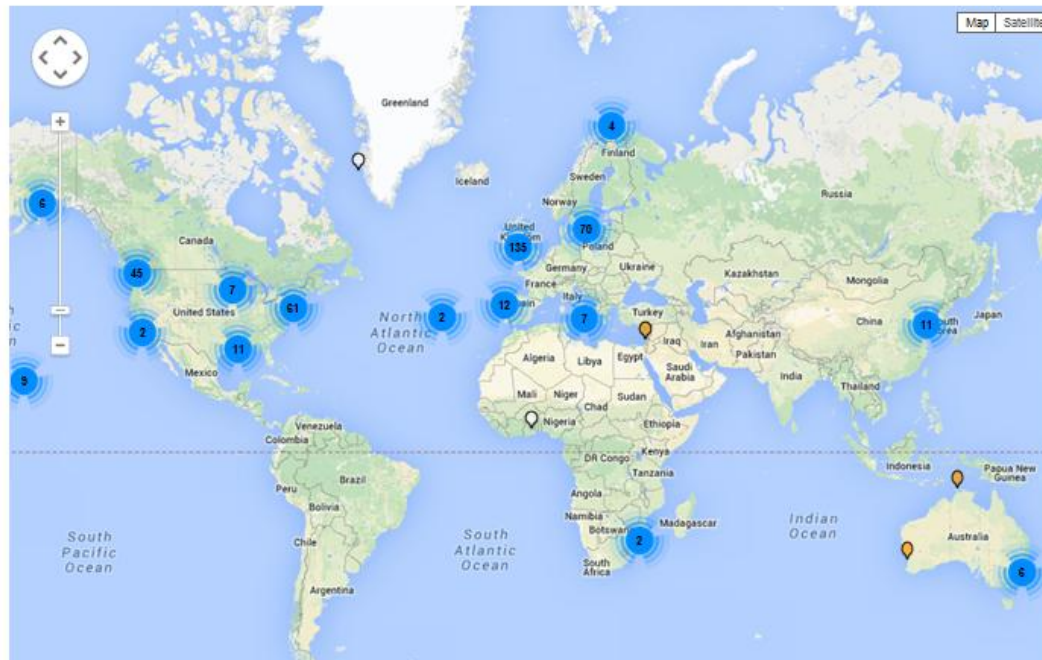 Map
Satellite
Greenland
4
Finland
Iceland
Sweden
Russia
Norway
6
United
Kingdom
70
Canada
135
Poland
45
Germany
Ukraine
Kazakhstan
Mongolia
7
France
61
12
Italy
United States
North
Atlantic
Ocean
2
7
Turkey
China
11
South
Korea
Japan
2
Afghanistan
11
Iraq
Iran
Algeria
Libya
Egypt
Pakistan
Mexico
Saudi
Arabia
9
India
Mali
Niger
Sudan
Thailand
Chad
Venezuela
Nigeria
Ethiopia
Colombia
Kenya
DR Congo
Indonesia
Papua New
Guinea
Tanzania
Peru
Brazil
Angola
Bolivia
Namibia
Madagascar
Indian
Ocean
South
Pacific
Ocean
Chile
South
Atlantic
Ocean
Botswana
2
Australia
South
Africa
6
Argentina